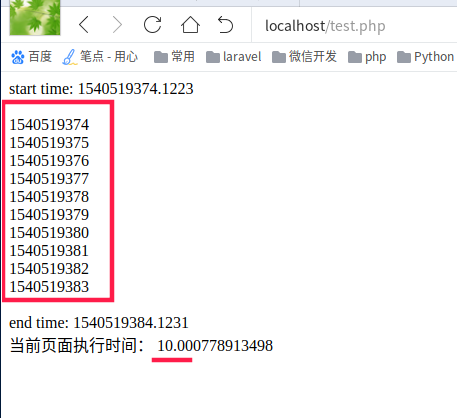 localhost/test.php
百度 笔点 - 用心 常用 laravel 微信开发 php Python
start time: 1540519374.1223
1540519374
1540519375
1540519376
1540519377
1540519378
1540519379
1540519380
1540519381
1540519382
1540519383
end time: 1540519384.1231
当前页面执行时间： 10.000778913498